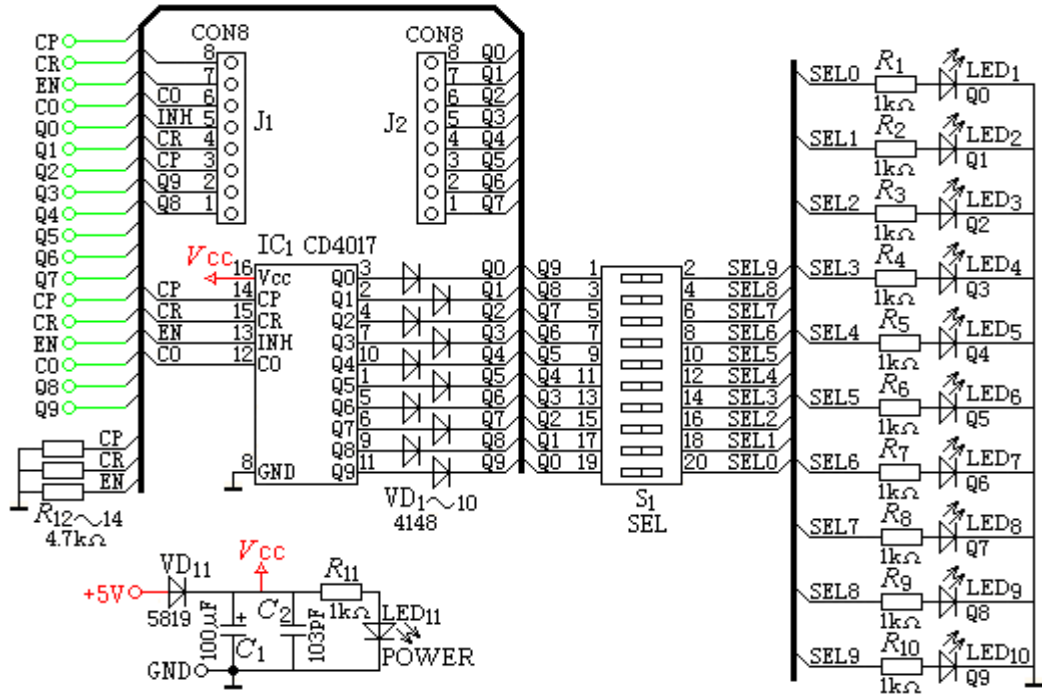 CON8
CON8
CP
CR
EN
CO
Q0
Q1
Q2
Q3
Q4
Q5
Q6
Q7
CP
CR
EN
CO
Q8
Q9
8
7
CO 6
INH 5
CR 4
CP 3
Q9 2
Q8 1
J1
J2
8 Q0
7 Q1
6 Q2
5 Q3
4 Q4
3 Q5
2 Q6
1 Q7
IC1 CD4017
VCC
16 Vcc
CP 14 CP
CR 15 CR
EN 13 INH
CO 12 CO
8 GND
Q0 3 Q0
Q1 2 Q1
Q2 4 Q2
Q3 7 Q3
Q4 10 Q4
Q5 1 Q5
Q6 5 Q6
Q7 6 Q7
Q8 9 Q8
Q9 11 Q9
VD1~10
4148
Q9 1 2 SEL9
Q8 3 4 SEL8
Q7 5 6 SEL7
Q6 7 8 SEL6
Q5 9 10 SEL5
Q4 11 12 SEL4
Q3 13 14 SEL3
Q2 15 16 SEL2
Q1 17 18 SEL1
Q0 19 20 SEL0
S1
SEL
SEL0 R1 LED1
1kΩ Q0
SEL1 R2 LED2
1kΩ Q1
SEL2 R3 LED3
1kΩ Q2
SEL3 R4 LED4
1kΩ Q3
SEL4 R5 LED5
1kΩ Q4
SEL5 R6 LED6
1kΩ Q5
SEL6 R7 LED7
1kΩ Q6
SEL7 R8 LED8
1kΩ Q7
SEL8 R9 LED9
1kΩ Q8
SEL9 R10 LED10
1kΩ Q9
CP
CR
EN
R12~14
4.7kΩ
VD11
VCC
R11
+5V
5819
100μF
+
C1
C2
103PF
1kΩ
LED11
POWER
GND